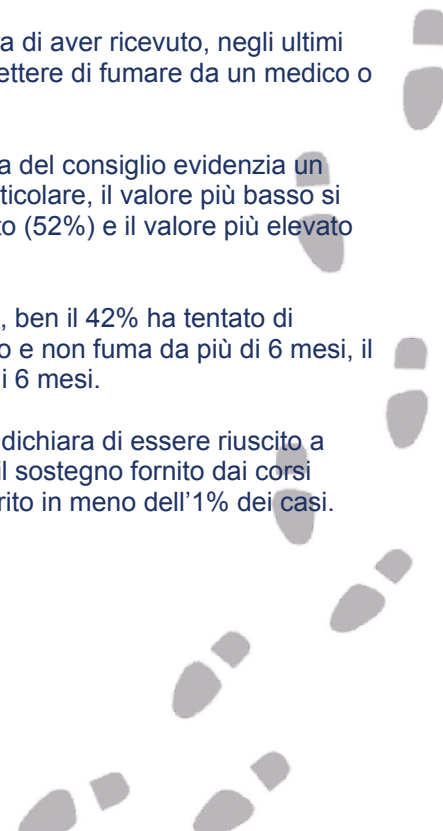 ra di aver ricevuto, negli ultimi
ettere di fumare da un medico o
a del consiglio evidenzia un
ticolare, il valore più basso si
to (52%) e il valore più elevato
, ben il 42% ha tentato di
o e non fuma da più di 6 mesi, il
i 6 mesi.
dichiara di essere riuscito a
il sostegno fornito dai corsi
rito in meno dell'1% dei casi.